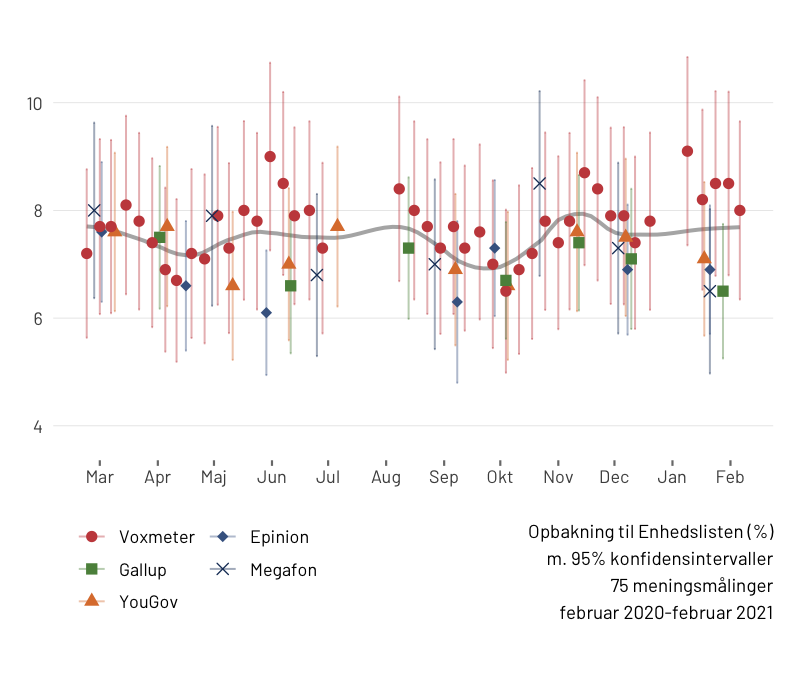 10
8
6
4
Mar Apr Maj Jun Jul Aug Sep Okt Nov Dec Jan Feb
Voxmeter Epinion
Gallup Megafon
YouGov
Opbakning til Enhedslisten (%)
m. 95% konfidensintervaller
75 meningsmålinger
februar 2020-februar 2021